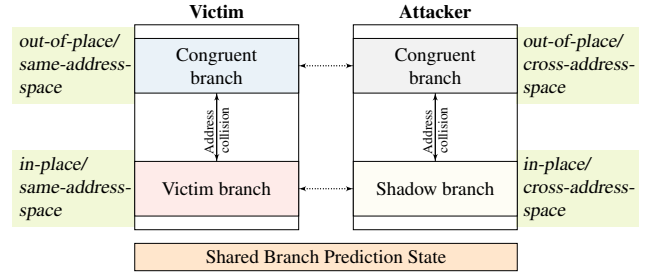 Victim
Attacker
out-of-place/
same-address-
space
Congruent
branch
Congruent
branch
out-of-place/
cross-address-
space
Address
collision
Address
collision
in-place/
same-address-
space
Victim branch
Shadow branch
in-place/
cross-address-
space
Shared Branch Prediction State